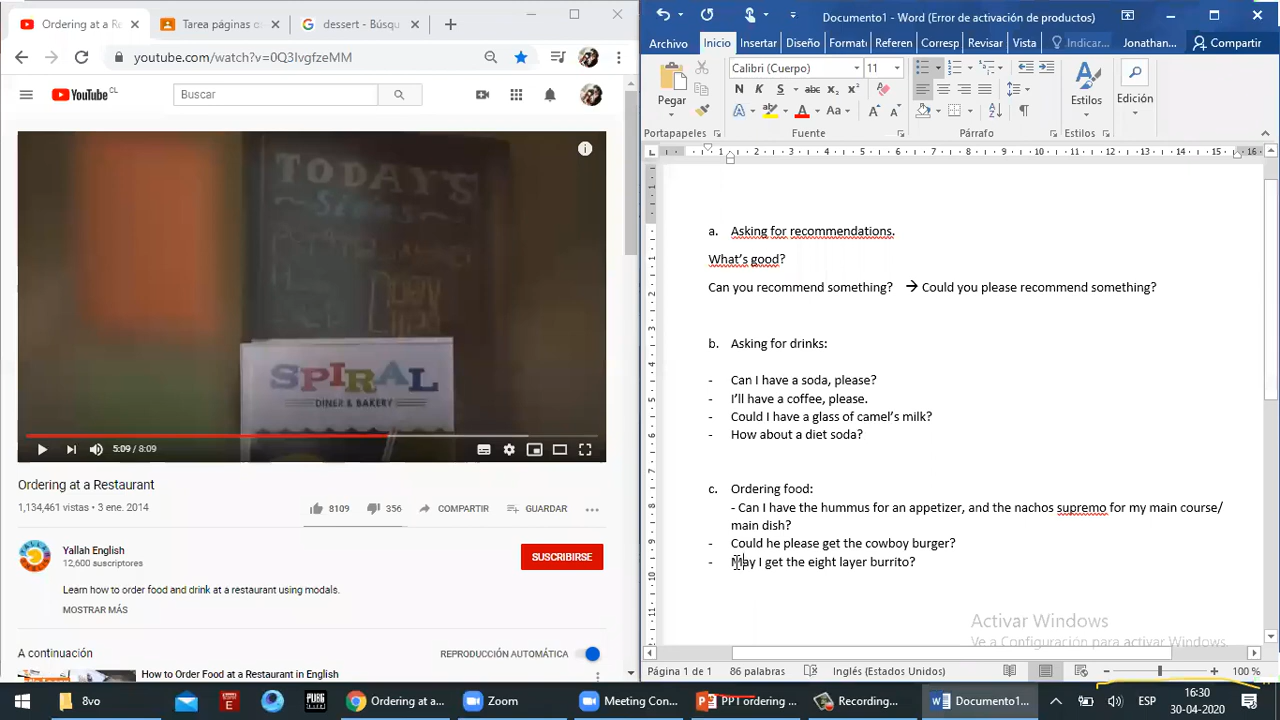 Ordering at a R
Tarea páginas d
dessert - Búsqu
youtube.com/watch?v=0Q3lvgfzeMM
YouTube CL
Buscar
TODAY'S
SPIRAL
DINER & BAKERY
5:09 / 8:09
Ordering at a Restaurant
1,134,461 vistas • 3 ene. 2014
8109
356
COMPARTIR
GUARDAR
Yallah English
12,600 suscriptores
SUSCRIBIRSE
Learn how to order food and drink at a restaurant using modals.
MOSTRAR MÁS
A continuación
REPRODUCCIÓN AUTOMÁTICA
How to Order Food at a Restaurant in English
Documento1 - Word (Error de activación de productos)
Archivo Inicio Insertar Diseño Formato Referen Corresp Revisar Vista Indicar... Jonathan... Compartir
Calibri (Cuerpo) 11
Pegar
N K S abc x₂ x²
Estilos
Edición
Portapapeles Fuente Párrafo Estilos
a. Asking for recommendations.
What's good?
Can you recommend something? → Could you please recommend something?
b. Asking for drinks:
- Can I have a soda, please?
- I'll have a coffee, please.
- Could I have a glass of camel's milk?
- How about a diet soda?
c. Ordering food:
- Can I have the hummus for an appetizer, and the nachos supremo for my main course/
main dish?
- Could he please get the cowboy burger?
- May I get the eight layer burrito?
Activar Windows
Ve a Configuración para activar Windows.
Página 1 de 1 86 palabras Inglés (Estados Unidos) 100 %
8vo
Ordering at a...
Zoom
Meeting Con...
PPT ordering ...
Recording...
Documento1...
ESP
16:30
30-04-2020